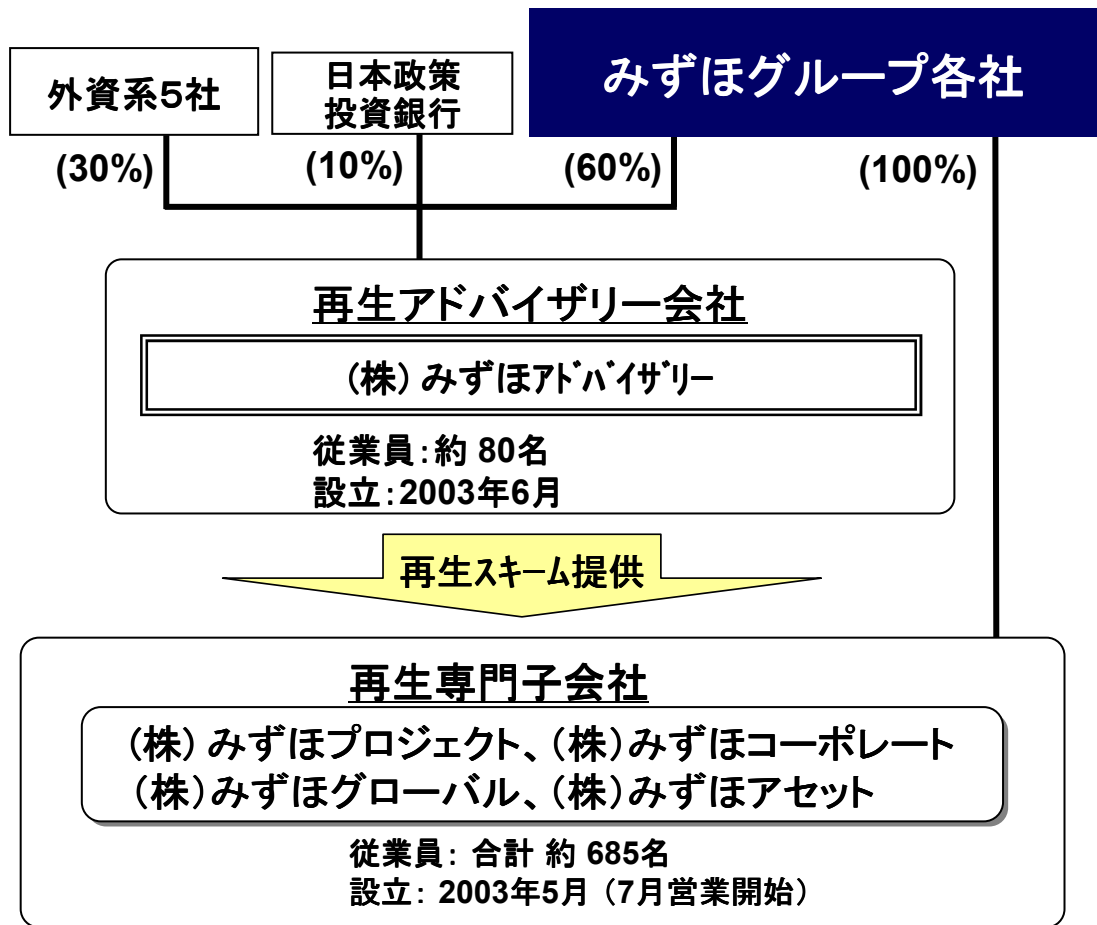 外資系5社
日本政策
投資銀行
みずほグループ各社
(30%)
(10%)
(60%)
(100%)
再生アドバイザリー会社
(株) みずほｱﾄﾞﾊﾞｲｻﾞﾘｰ
従業員：約 80名
設立：2003年6月
再生ｽｷｰﾑ提供
再生専門子会社
(株) みずほプロジェクト、(株)みずほコーポレート
(株)みずほグローバル、(株)みずほアセット
従業員： 合計 約 685名
設立： 2003年5月 （7月営業開始）